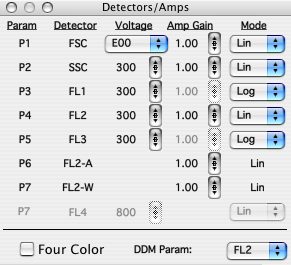 Detectors/Amps
Param Detector Voltage Amp Gain Mode
P1 FSC E00 1.00 Lin
P2 SSC 300 1.00 Lin
P3 FL1 300 1.00 Log
P4 FL2 300 1.00 Lin
P5 FL3 300 1.00 Log
P6 FL2-A 1.00 Lin
P7 FL2-W 1.00 Lin
P7 FL4 800 Lin
Four Color DDM Param: FL2